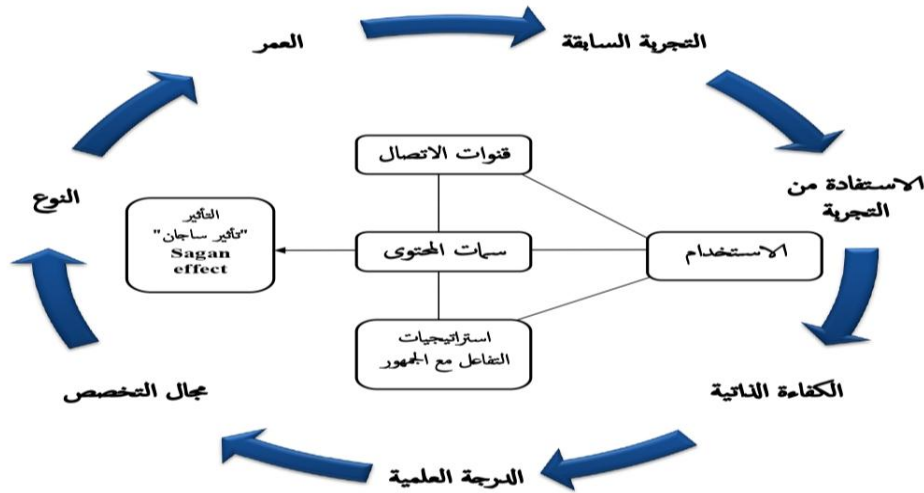 العمر
التجربة السابقة
الاستفادة من
التجربة
الكفاءة الذاتية
الدرجة العلمية
مجال التخصص
النوع
قنوات الاتصال
سمات المحتوى
استراتيجيات
التفاعل مع الجمهور
الاستخدام
التأثير
"تأثير ساجان"
Sagan
effect